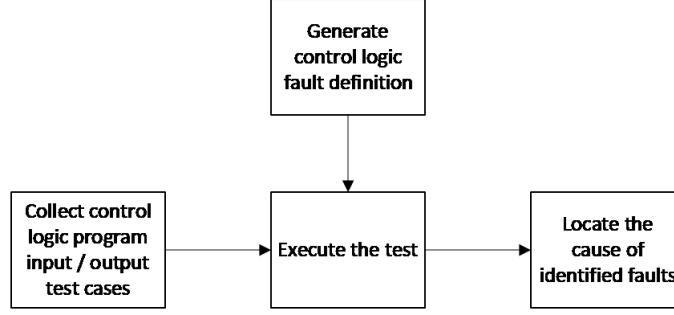 Generate
control logic
fault definition
Collect control
logic program
input / output
test cases
Execute the test
Locate the
cause of
identified faults